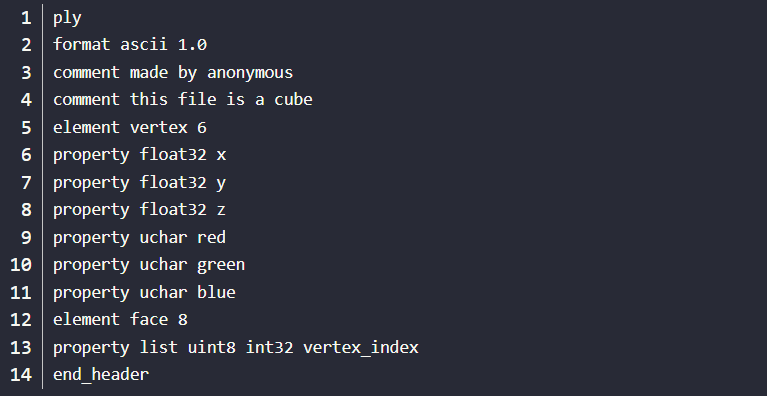 1 ply
2 format ascii 1.0
3 comment made by anonymous
4 comment this file is a cube
5 element vertex 6
6 property float32 x
7 property float32 y
8 property float32 z
9 property uchar red
10 property uchar green
11 property uchar blue
12 element face 8
13 property list uint8 int32 vertex_index
14 end_header